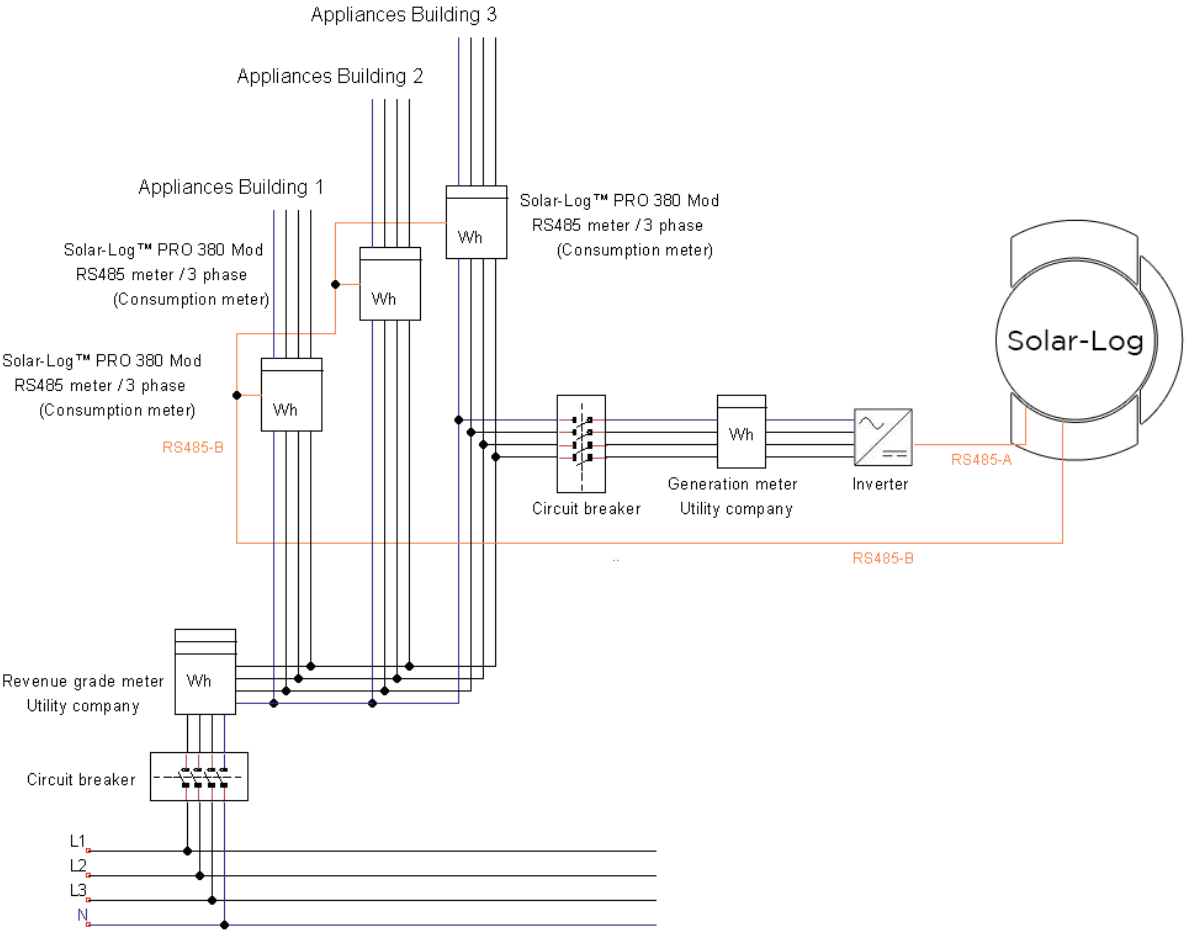 Appliances Building 3
Appliances Building 2
Appliances Building 1
Solar-Log™ PRO 380 Mod
RS485 meter / 3 phase
(Consumption meter)
Wh
Solar-Log™ PRO 380 Mod
RS485 meter / 3 phase
(Consumption meter)
Wh
Solar-Log
Solar-Log™ PRO 380 Mod
RS485 meter / 3 phase
(Consumption meter)
Wh
RS485-B
Wh
RS485-A
Circuit breaker
Generation meter
Utility company
Inverter
..
RS485-B
Revenue grade meter
Utility company
Wh
Circuit breaker
L1
L2
L3
N